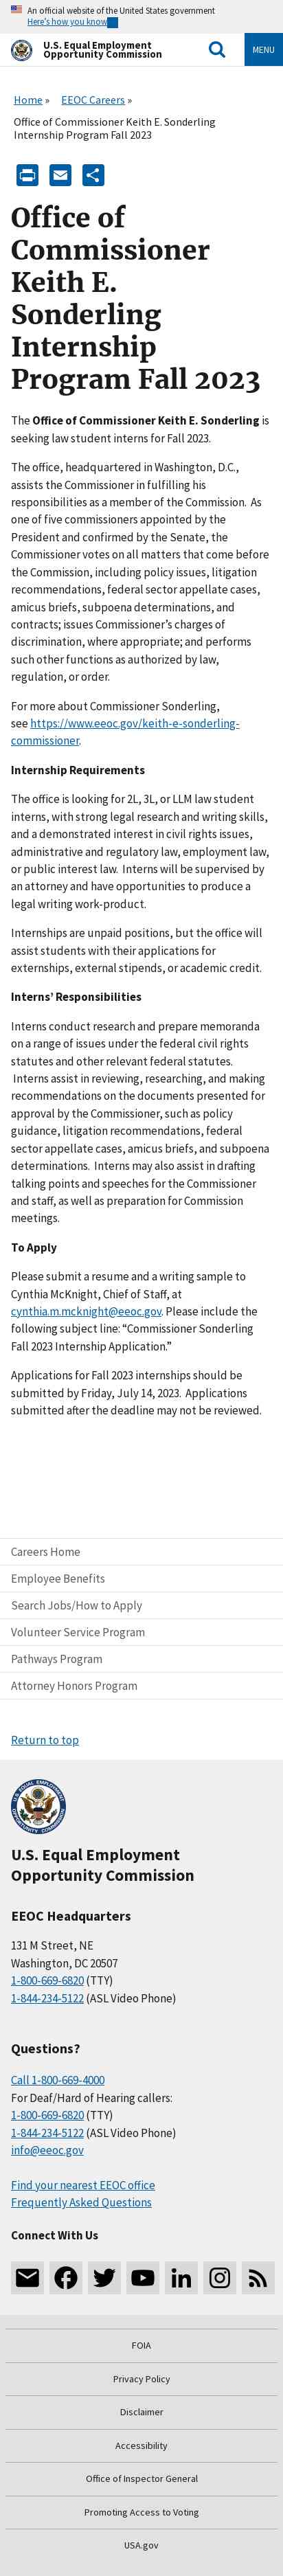 An official website of the United States government
Here's how you know
U.S. Equal Employment
Opportunity Commission
MENU
Home » EEOC Careers »
Office of Commissioner Keith E. Sonderling
Internship Program Fall 2023
Office of
Commissioner
Keith E.
Sonderling
Internship
Program Fall 2023
The Office of Commissioner Keith E. Sonderling is
seeking law student interns for Fall 2023.
The office, headquartered in Washington, D.C.,
assists the Commissioner in fulfilling his
responsibilities as a member of the Commission.  As
one of five commissioners appointed by the
President and confirmed by the Senate, the
Commissioner votes on all matters that come before
the Commission, including policy issues, litigation
recommendations, federal sector appellate cases,
amicus briefs, subpoena determinations, and
contracts; issues Commissioner’s charges of
discrimination, where appropriate; and performs
such other functions as authorized by law,
regulation, or order.
For more about Commissioner Sonderling,
see https://www.eeoc.gov/keith-e-sonderling-
commissioner.
Internship Requirements
The office is looking for 2L, 3L, or LLM law student
interns, with strong legal research and writing skills,
and a demonstrated interest in civil rights issues,
administrative and regulatory law, employment law,
or public interest law.  Interns will be supervised by
an attorney and have opportunities to produce a
legal writing work-product.
Internships are unpaid positions, but the office will
assist students with their applications for
externships, external stipends, or academic credit.
Interns’ Responsibilities
Interns conduct research and prepare memoranda
on a range of issues under the federal civil rights
statutes and other relevant federal statutes.
Interns assist in reviewing, researching, and making
recommendations on the documents presented for
approval by the Commissioner, such as policy
guidance, litigation recommendations, federal
sector appellate cases, amicus briefs, and subpoena
determinations.  Interns may also assist in drafting
talking points and speeches for the Commissioner
and staff, as well as preparation for Commission
meetings.
To Apply
Please submit a resume and a writing sample to
Cynthia McKnight, Chief of Staff, at
cynthia.m.mcknight@eeoc.gov. Please include the
following subject line: “Commissioner Sonderling
Fall 2023 Internship Application.”
Applications for Fall 2023 internships should be
submitted by Friday, July 14, 2023.  Applications
submitted after the deadline may not be reviewed.
Careers Home
Employee Benefits
Search Jobs/How to Apply
Volunteer Service Program
Pathways Program
Attorney Honors Program
Return to top
U.S. Equal Employment
Opportunity Commission
EEOC Headquarters
131 M Street, NE
Washington, DC 20507
1-800-669-6820 (TTY)
1-844-234-5122 (ASL Video Phone)
Questions?
Call 1-800-669-4000
For Deaf/Hard of Hearing callers:
1-800-669-6820 (TTY)
1-844-234-5122 (ASL Video Phone)
info@eeoc.gov
Find your nearest EEOC office
Frequently Asked Questions
Connect With Us
FOIA
Privacy Policy
Disclaimer
Accessibility
Office of Inspector General
Promoting Access to Voting
USA.gov